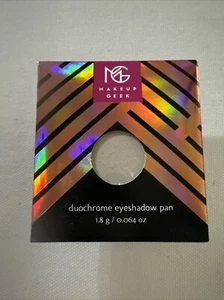 MG
MAKEUP
GEEK
duochrome eyeshadow pan
1.8 g / 0.064 oz